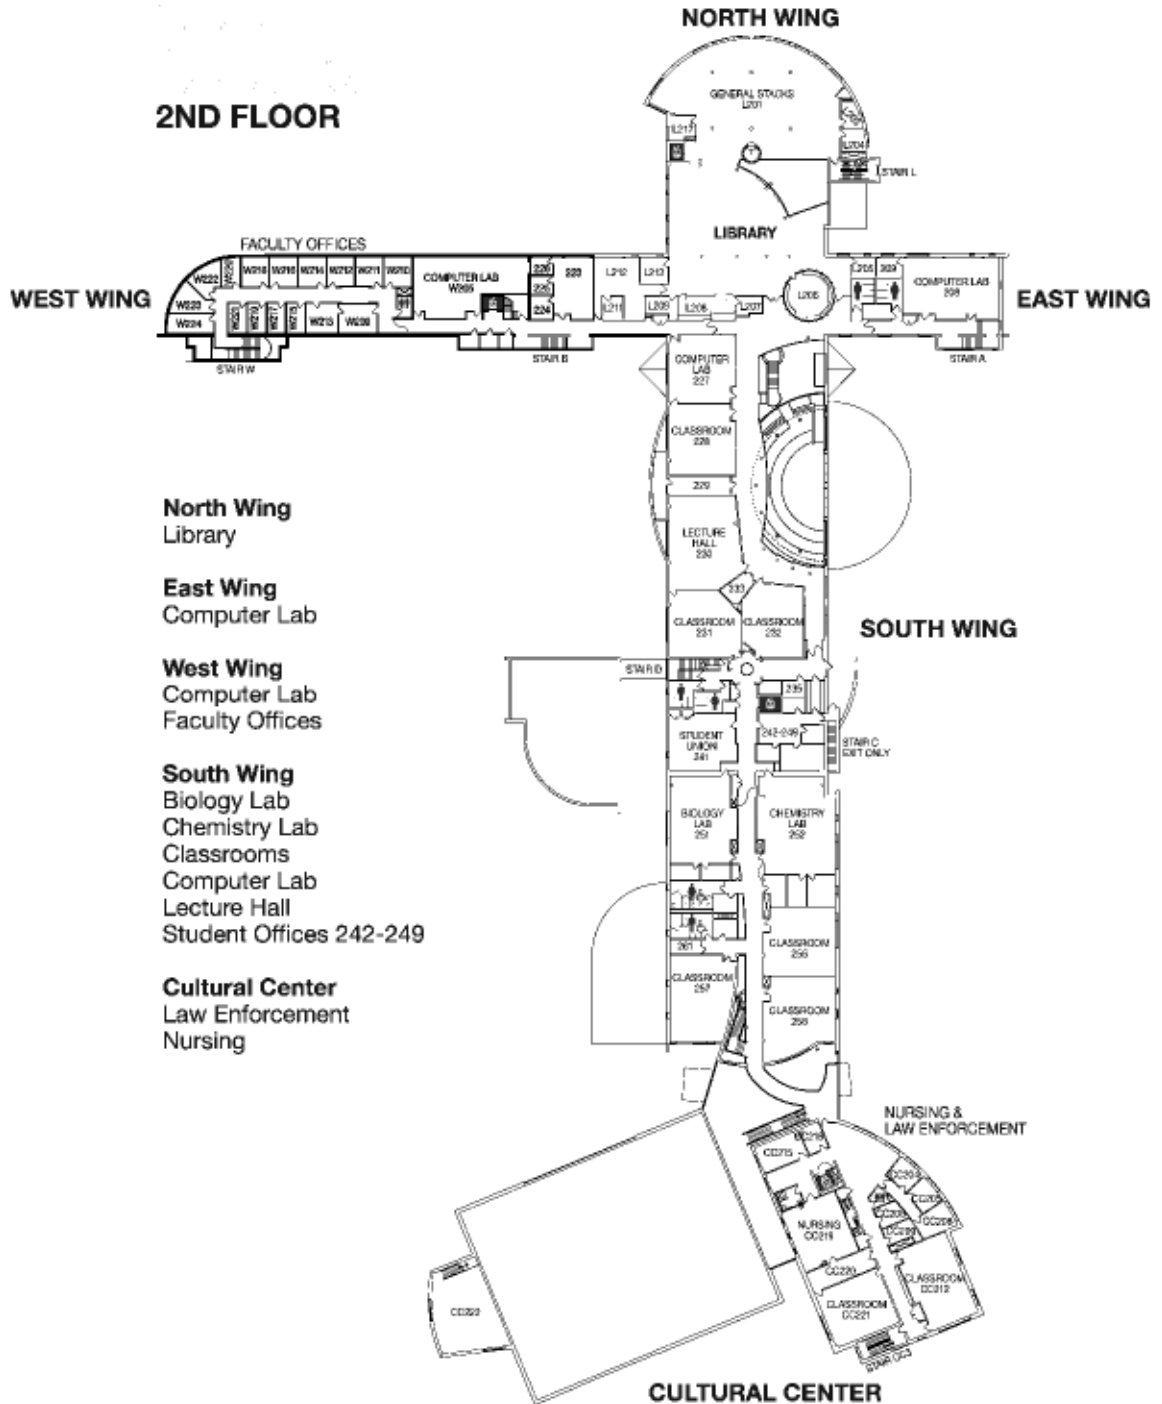 NORTH WING
2ND FLOOR
GENERAL STACKS
L201
L217
L204
STAIR L
LIBRARY
FACULTY OFFICES
WEST WING
W222
W218
W216
W214
W212
W211
W210
COMPUTER LAB
W205
226
225
224
223
L212
L213
L211
L209
L208
L207
L206
L205
209
COMPUTER LAB
208
EAST WING
W223
W224
W219
W217
W215
W213
STAIR W
STAIR B
STAIR A
COMPUTER
LAB
227
CLASSROOM
228
229
LECTURE
HALL
230
233
CLASSROOM
231
CLASSROOM
232
SOUTH WING
STAIR D
235
STUDENT
UNION
241
242-249
STAIR C
EXIT ONLY
BIOLOGY
LAB
251
CHEMISTRY
LAB
252
CLASSROOM
256
261
CLASSROOM
257
CLASSROOM
258
North Wing
Library
East Wing
Computer Lab
West Wing
Computer Lab
Faculty Offices
South Wing
Biology Lab
Chemistry Lab
Classrooms
Computer Lab
Lecture Hall
Student Offices 242-249
Cultural Center
Law Enforcement
Nursing
NURSING &
LAW ENFORCEMENT
CC215
CC204
CC205
NURSING
CC219
CC220
CLASSROOM
CC212
CLASSROOM
CC221
CC222
CULTURAL CENTER